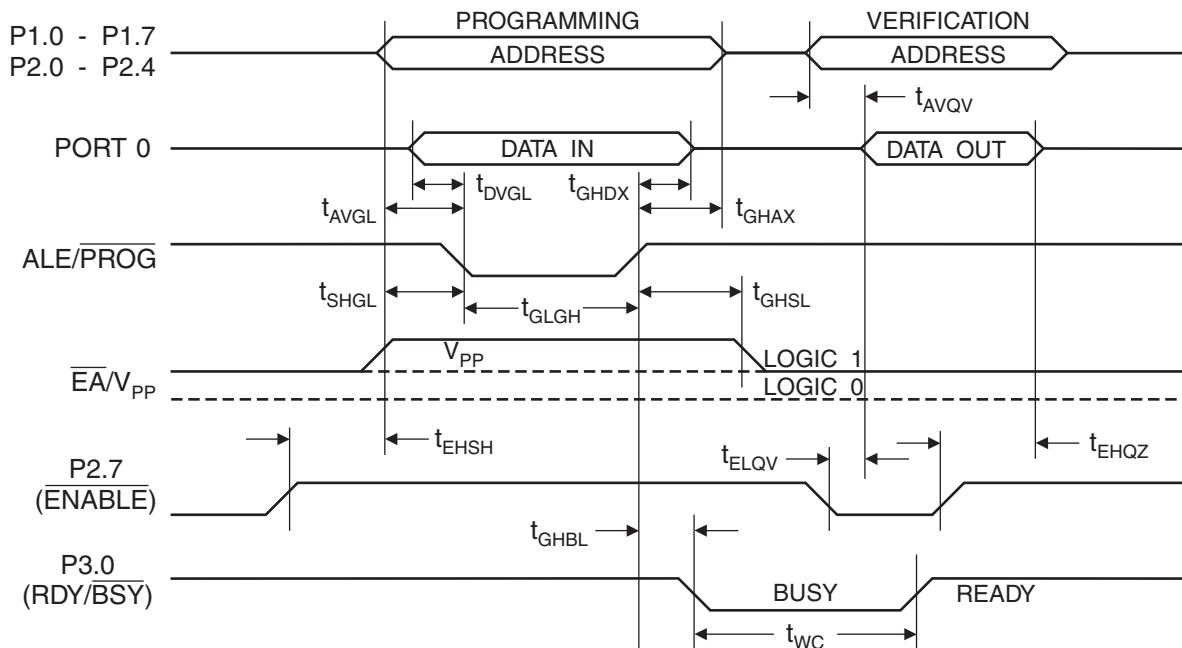 PROGRAMMING VERIFICATION
P1.0 - P1.7
P2.0 - P2.4
ADDRESS ADDRESS
tAVQV
PORT 0 DATA IN DATA OUT
tDVGL tGHDX
tAVGL tGHAX
ALE/PROG
tSHGL tGLGH tGHSL
VPP LOGIC 1
EA/VPP LOGIC 0
tEHSH tELQV tEHQZ
P2.7
(ENABLE)
tGHBL
P3.0
(RDY/BSY) BUSY READY
tWC